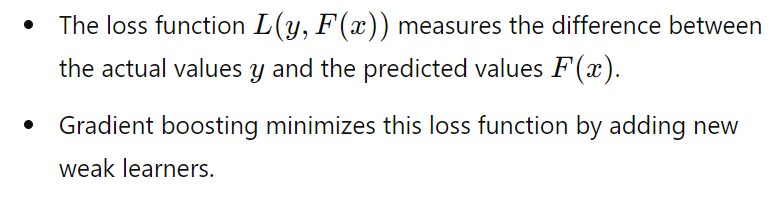 • The loss function L(y, F(x)) measures the difference between
the actual values y and the predicted values F(x).
• Gradient boosting minimizes this loss function by adding new
weak learners.